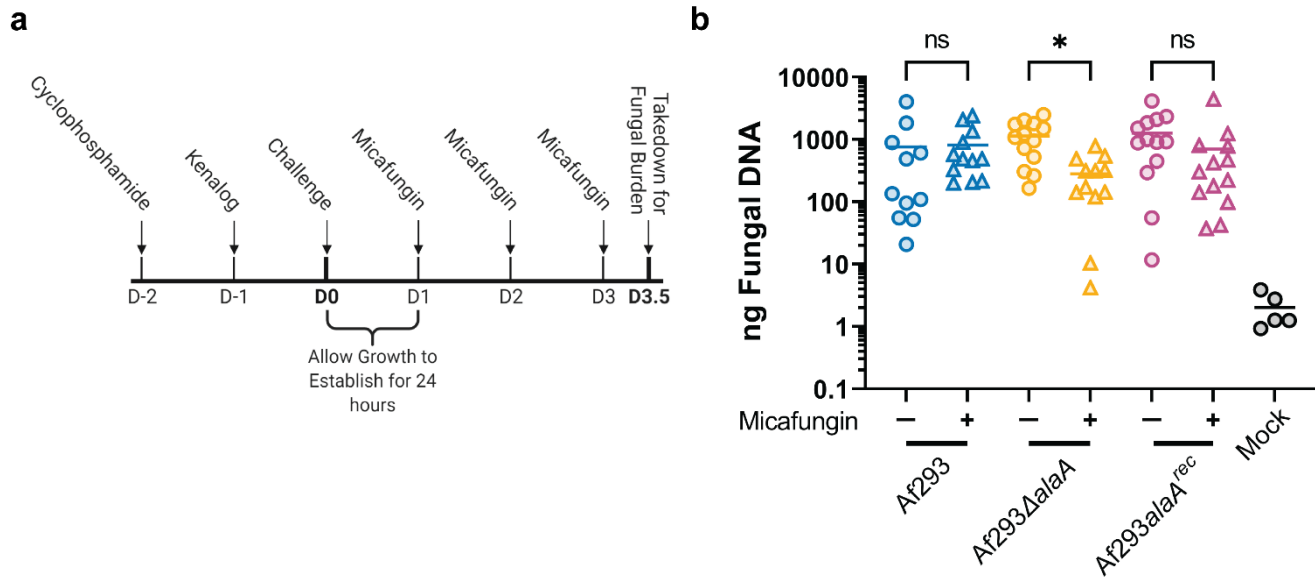 a
Cyclophosphamide
Kenalog
Challenge
Micafungin
Micafungin
Micafungin
Takedown for
Fungal Burden
D-2 D-1 D0 D1 D2 D3 D3.5
Allow Growth to
Establish for 24
hours
b
ns * ns
ng Fungal DNA
10000
1000
100
10
1
0.1
Micafungin – + – + – +
Af293
Af293ΔalaA
Af293alaA^rec
Mock